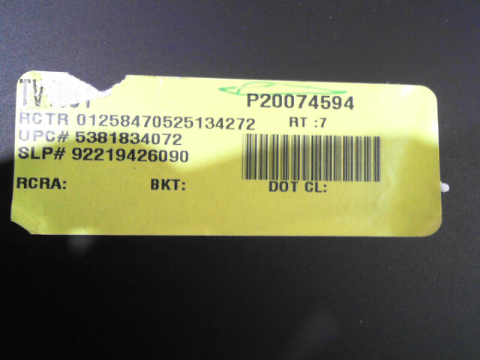 P20074594
RCTR 01258470525134272 RT :7
UPC# 5381834072
SLP# 92219426090
RCRA: BKT: DOT CL: